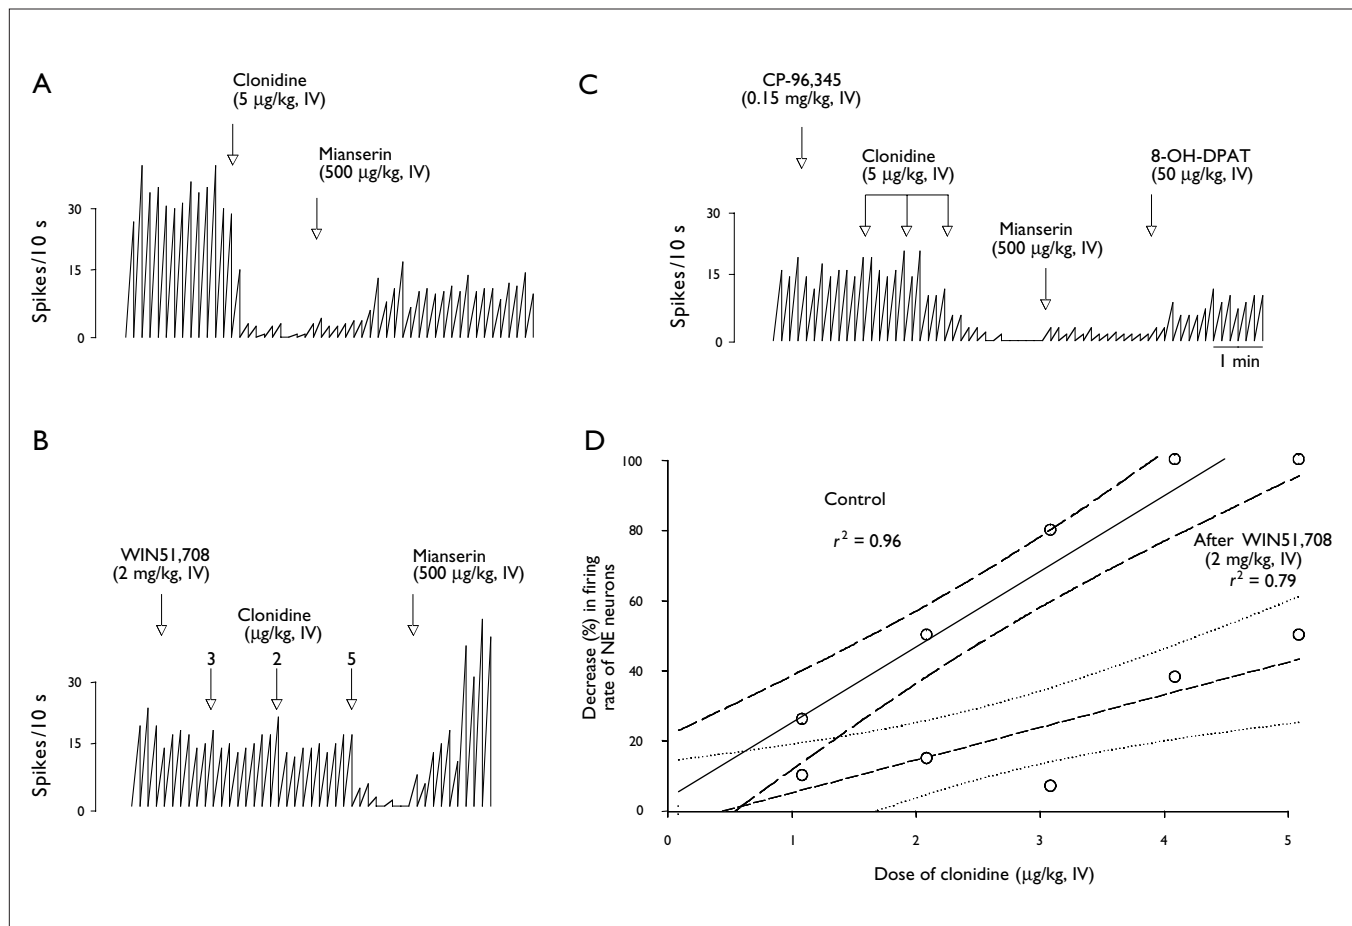 A
Clonidine
(5 µg/kg, IV)
Mianserin
(500 µg/kg, IV)
Spikes/10 s
30
15
0
C
CP-96,345
(0.15 mg/kg, IV)
Clonidine
(5 µg/kg, IV)
Mianserin
(500 µg/kg, IV)
8-OH-DPAT
(50 µg/kg, IV)
Spikes/10 s
30
15
0
1 min
B
WIN51,708
(2 mg/kg, IV)
Clonidine
(µg/kg, IV)
3 2 5
Mianserin
(500 µg/kg, IV)
Spikes/10 s
30
15
0
D
Decrease (%) in firing
rate of NE neurons
100
80
60
40
20
0
Control
r² = 0.96
After WIN51,708
(2 mg/kg, IV)
r² = 0.79
0 1 2 3 4 5
Dose of clonidine (µg/kg, IV)